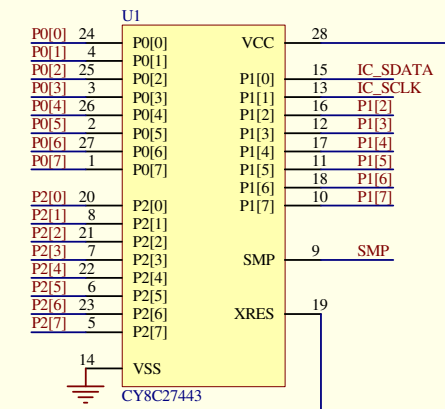 U1
P0[0] 24 P0[0] VCC 28
P0[1] 4 P0[1]
P0[2] 25 P0[2] P1[0] 15 IC_SDATA
P0[3] 3 P0[3] P1[1] 13 IC_SCLK
P0[4] 26 P0[4] P1[2] 16 P1[2]
P0[5] 2 P0[5] P1[3] 12 P1[3]
P0[6] 27 P0[6] P1[4] 17 P1[4]
P0[7] 1 P0[7] P1[5] 11 P1[5]
P1[6] 18 P1[6]
P2[0] 20 P2[0] P1[7] 10 P1[7]
P2[1] 8 P2[1]
P2[2] 21 P2[2]
P2[3] 7 P2[3] SMP 9 SMP
P2[4] 22 P2[4]
P2[5] 6 P2[5]
P2[6] 23 P2[6] XRES 19
P2[7] 5 P2[7]
14 VSS
CY8C27443